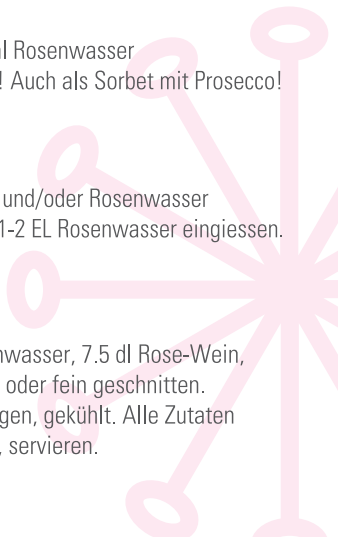 Rosenwasser
! Auch als Sorbet mit Prosecco!
und/oder Rosenwasser
1-2 EL Rosenwasser eingiessen.
wasser, 7.5 dl Rose-Wein,
oder fein geschnitten.
gen, gekühlt. Alle Zutaten
, servieren.